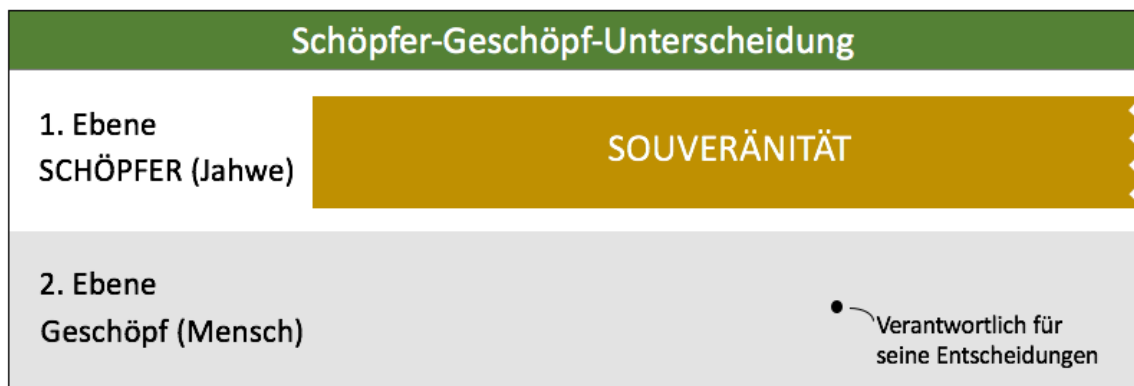 Schöpfer-Geschöpf-Unterscheidung
1. Ebene
SCHÖPFER (Jahwe)
SOUVERÄNITÄT
2. Ebene
Geschöpf (Mensch)
Verantwortlich für
seine Entscheidungen